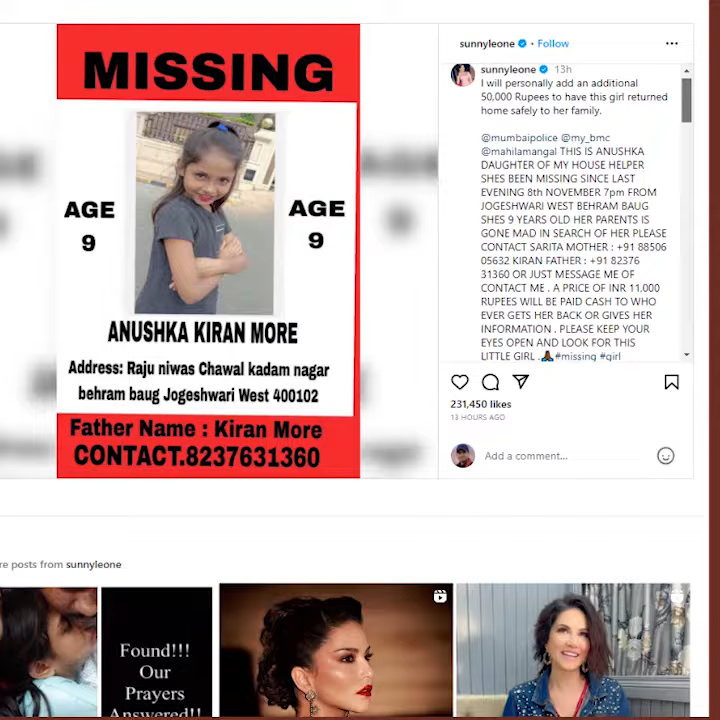 MISSING
AGE
9
AGE
9
ANUSHKA KIRAN MORE
Address: Raju niwas Chawal kadam nagar
behram baug Jogeshwari West 400102
Father Name : Kiran More
CONTACT.8237631360
sunnyleone • Follow
sunnyleone 13h
I will personally add an additional
50,000 Rupees to have this girl returned
home safely to her family.
@mumbaipolice @my_bmc
@mahilamangal THIS IS ANUSHKA
DAUGHTER OF MY HOUSE HELPER
SHES BEEN MISSING SINCE LAST
EVENING 8th NOVEMBER 7pm FROM
JOGESHWARI WEST BEHRAM BAUG
SHES 9 YEARS OLD HER PARENTS IS
GONE MAD IN SEARCH OF HER PLEASE
CONTACT SARITA MOTHER : +91 88506
05632 KIRAN FATHER : +91 82376
31360 OR JUST MESSAGE ME OF
CONTACT ME . A PRICE OF INR 11,000
RUPEES WILL BE PAID CASH TO WHO
EVER GETS HER BACK OR GIVES HER
INFORMATION . PLEASE KEEP YOUR
EYES OPEN AND LOOK FOR THIS
LITTLE GIRL .🙏🏾#missing #girl
231,450 likes
13 HOURS AGO
Add a comment...
re posts from sunnyleone
Found!!!
Our
Prayers
Answered!!